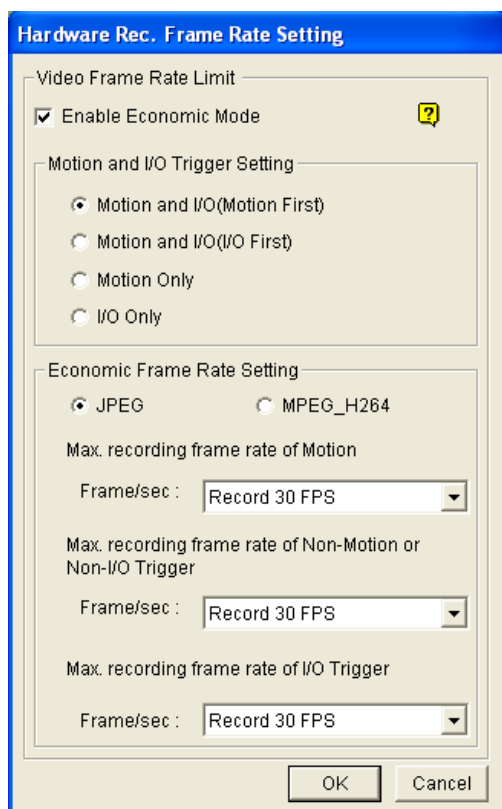 Hardware Rec. Frame Rate Setting
Video Frame Rate Limit
Enable Economic Mode
?
Motion and I/O Trigger Setting
Motion and I/O(Motion First)
Motion and I/O(I/O First)
Motion Only
I/O Only
Economic Frame Rate Setting
JPEG MPEG_H264
Max. recording frame rate of Motion
Frame/sec : Record 30 FPS
Max. recording frame rate of Non-Motion or
Non-I/O Trigger
Frame/sec : Record 30 FPS
Max. recording frame rate of I/O Trigger
Frame/sec : Record 30 FPS
OK Cancel